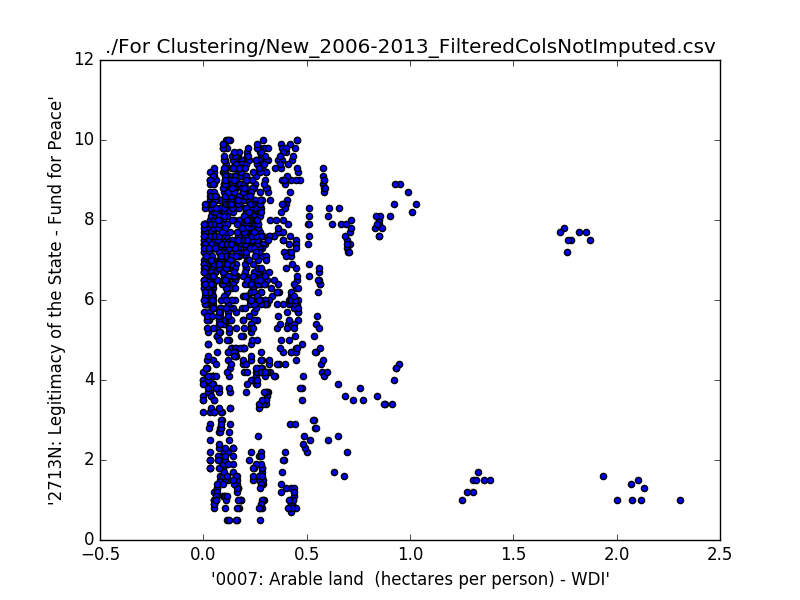 ./For Clustering/New_2006-2013_FilteredColsNotImputed.csv
12
10
8
6
4
2
0
'2713N: Legitimacy of the State - Fund for Peace'
−0.5 0.0 0.5 1.0 1.5 2.0 2.5
'0007: Arable land  (hectares per person) - WDI'